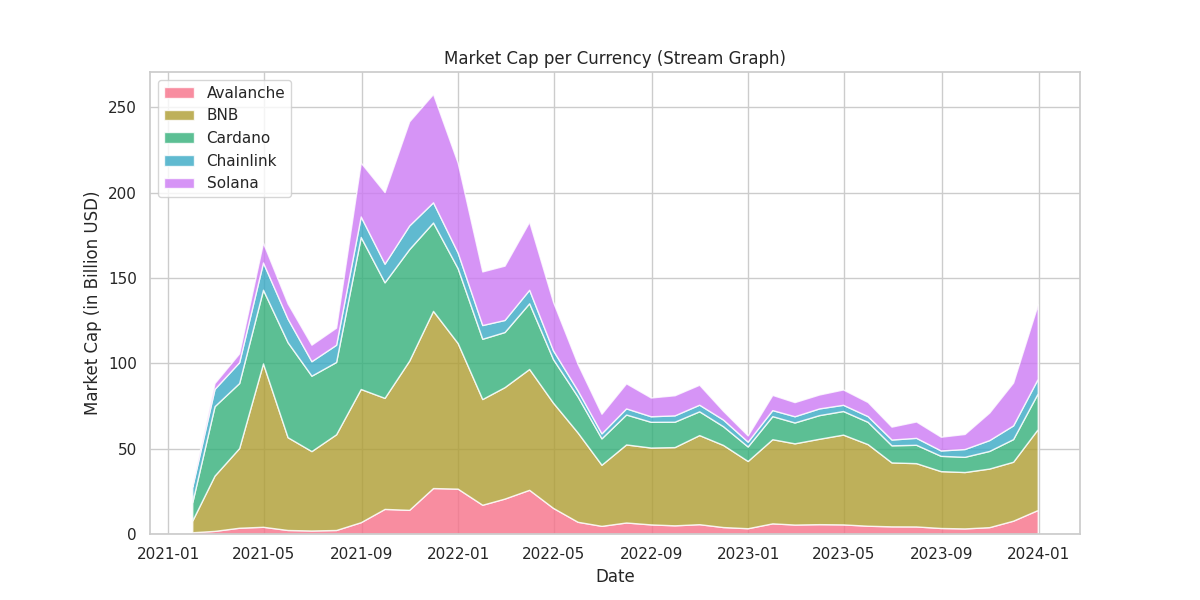 Market Cap per Currency (Stream Graph)
Avalanche
BNB
Cardano
Chainlink
Solana
Market Cap (in Billion USD)
250
200
150
100
50
0
2021-01 2021-05 2021-09 2022-01 2022-05 2022-09 2023-01 2023-05 2023-09 2024-01
Date